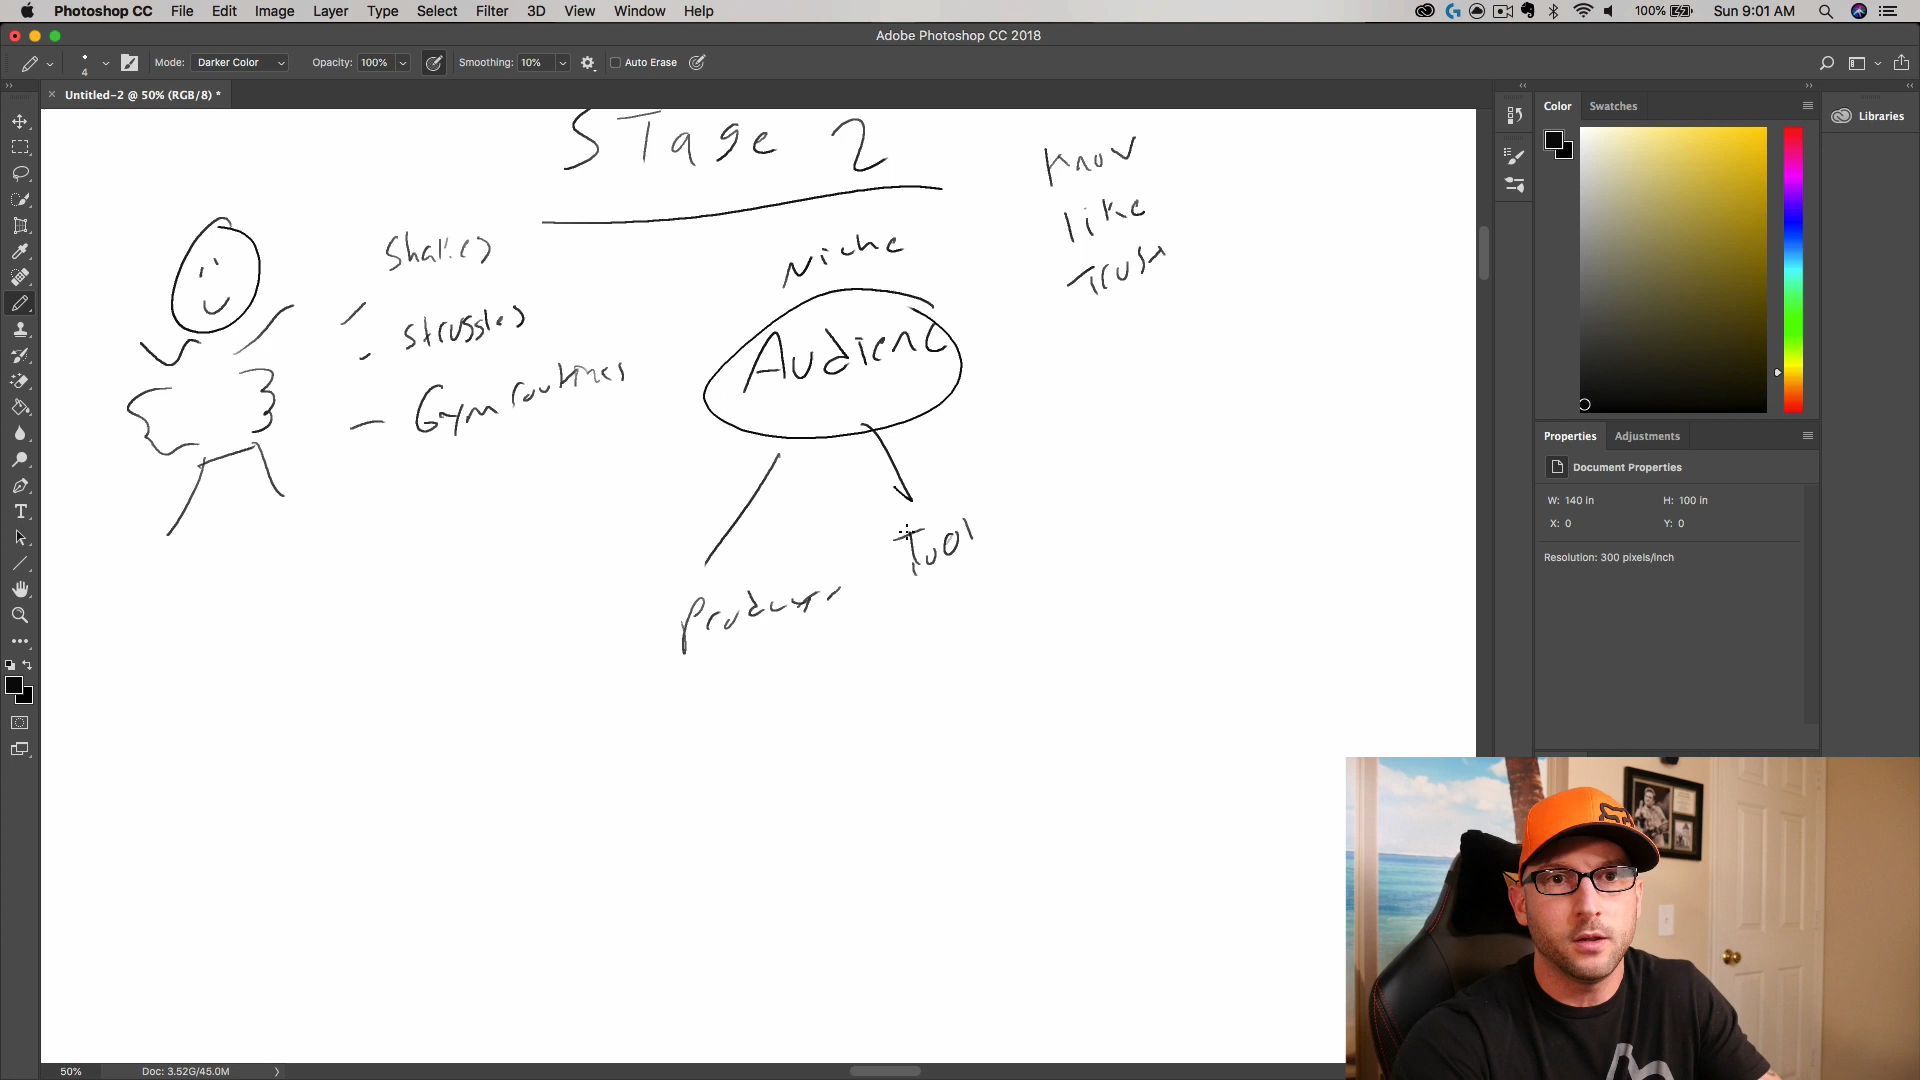 Photoshop CC File Edit Image Layer Type Select Filter 3D View Window Help 100% Sun 9:01 AM
Adobe Photoshop CC 2018
4 Mode: Darker Color Opacity: 100% Smoothing: 10% Auto Erase
Untitled-2 @ 50% (RGB/8) *
Color Swatches
Libraries
STage 2
Know
like
Trust
Niche
- struggles
Audienc
- Gym routines
Tool
Product
Properties Adjustments
Document Properties
W: 140 in H: 100 in
X: 0 Y: 0
Resolution: 300 pixels/inch
50% Doc: 3.52G/45.0M